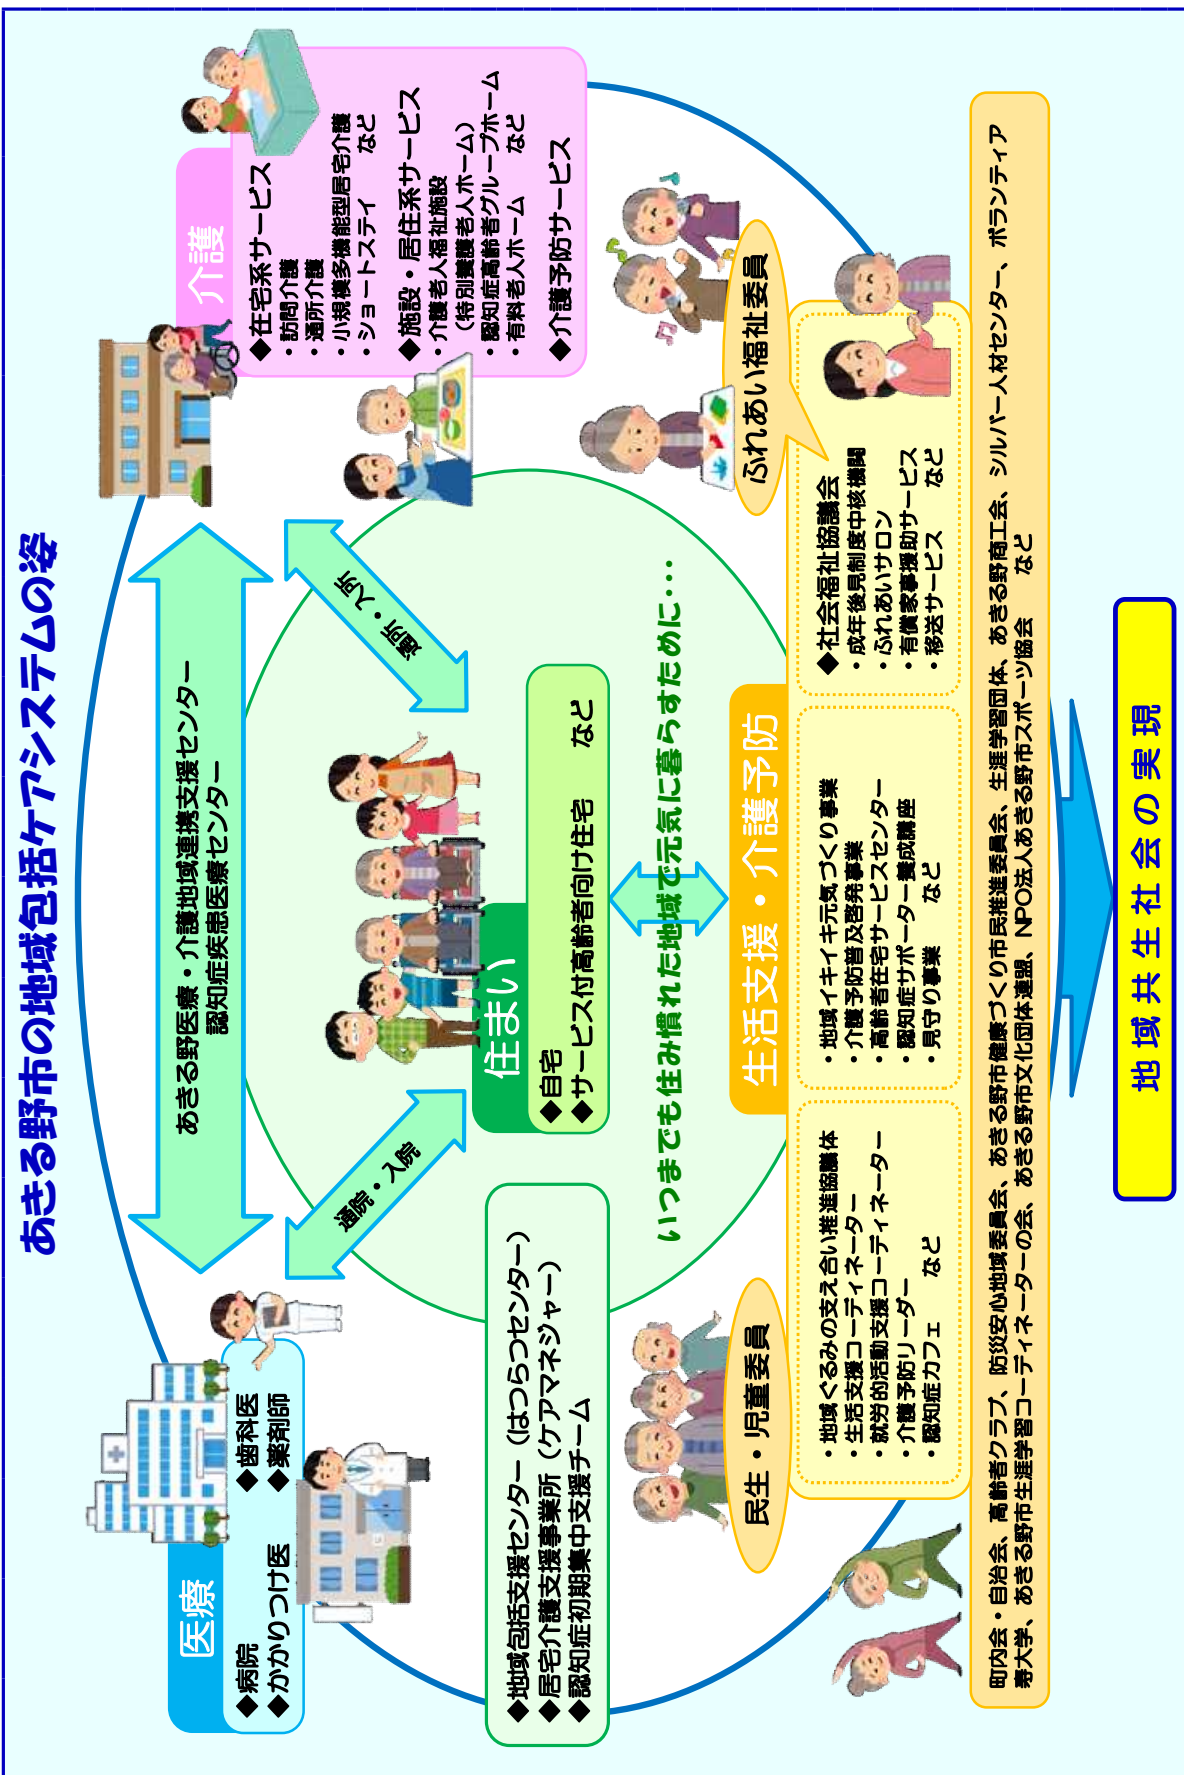 あきる野市の地域包括ケアシステムの姿
医療
◆病院　◆歯科医
◆かかりつけ医　◆薬剤師
あきる野医療・介護地域連携支援センター
認知症疾患医療センター
介護
◆在宅系サービス
・訪問介護
・通所介護
・小規模多機能型居宅介護
・ショートステイ　など
◆施設・居住系サービス
・介護老人福祉施設
（特別養護老人ホーム）
・認知症高齢者グループホーム
・有料老人ホーム　など
◆介護予防サービス
通院・入院
通所・入所
住まい
◆自宅
◆サービス付高齢者向け住宅　など
◆地域包括支援センター（はつらつセンター）
◆居宅介護支援事業所（ケアマネジャー）
◆認知症初期集中支援チーム
いつまでも住み慣れた地域で元気に暮らすために･･･
民生・児童委員
生活支援・介護予防
ふれあい福祉委員
・地域ぐるみの支え合い推進協議体
・生活支援コーディネーター
・就労的活動支援コーディネーター
・介護予防リーダー
・認知症カフェ　など
・地域イキイキ元気づくり事業
・介護予防普及啓発事業
・高齢者在宅サービスセンター
・認知症サポーター養成講座
・見守り事業　など
◆社会福祉協議会
・成年後見制度中核機関
・ふれあいサロン
・有償家事援助サービス
・移送サービス　など
町内会・自治会、高齢者クラブ、防災安心地域委員会、あきる野市健康づくり市民推進委員会、生涯学習団体、あきる野商工会、シルバー人材センター、ボランティア
寿大学、あきる野市生涯学習コーディネーターの会、あきる野市文化団体連盟、NPO法人あきる野市スポーツ協会　など
地域共生社会の実現